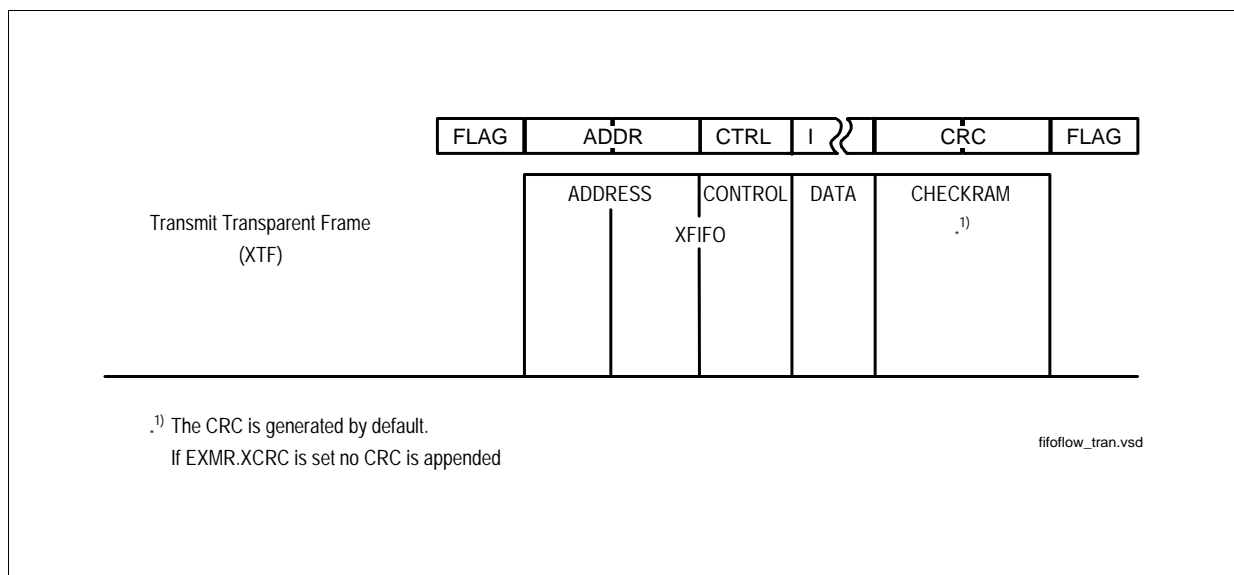 FLAG ADDR CTRL I CRC FLAG
ADDRESS CONTROL DATA CHECKRAM
Transmit Transparent Frame
(XTF)
XFIFO
.1)
.1) The CRC is generated by default.
If EXMR.XCRC is set no CRC is appended
fifoflow_tran.vsd